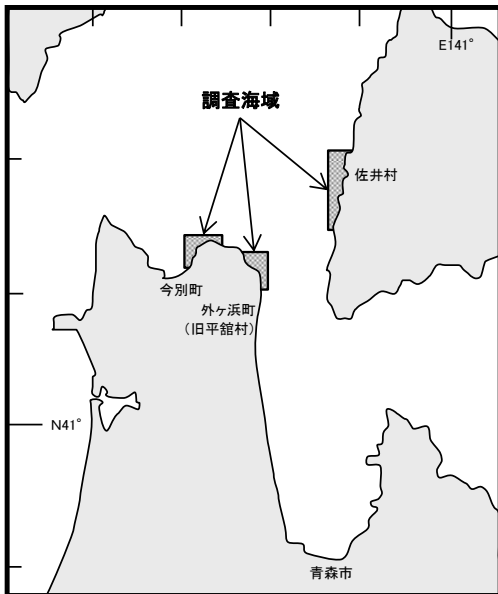 E141°
調査海域
佐井村
今別町
外ヶ浜町
（旧平舘村）
N41°
青森市